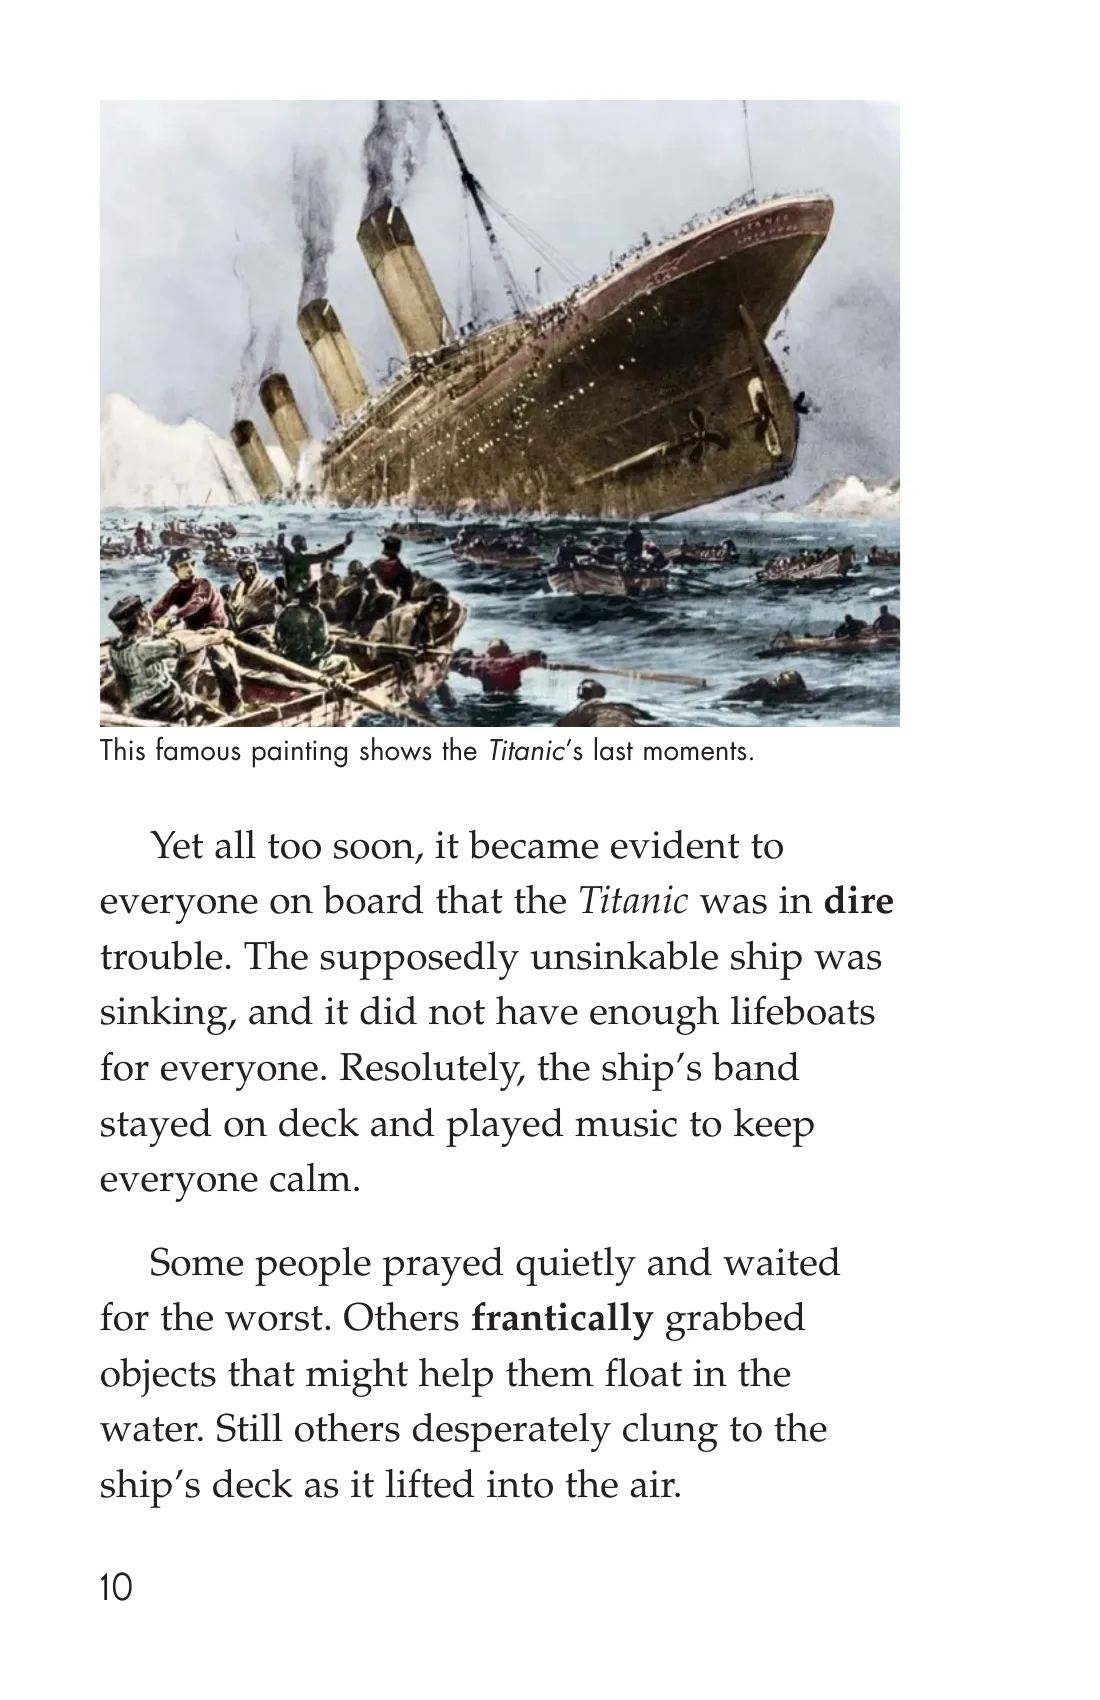 TITANIC
LIVERPOOL
This famous painting shows the Titanic’s last moments.
Yet all too soon, it became evident to
everyone on board that the Titanic was in dire
trouble. The supposedly unsinkable ship was
sinking, and it did not have enough lifeboats
for everyone. Resolutely, the ship’s band
stayed on deck and played music to keep
everyone calm.
Some people prayed quietly and waited
for the worst. Others frantically grabbed
objects that might help them float in the
water. Still others desperately clung to the
ship’s deck as it lifted into the air.
10